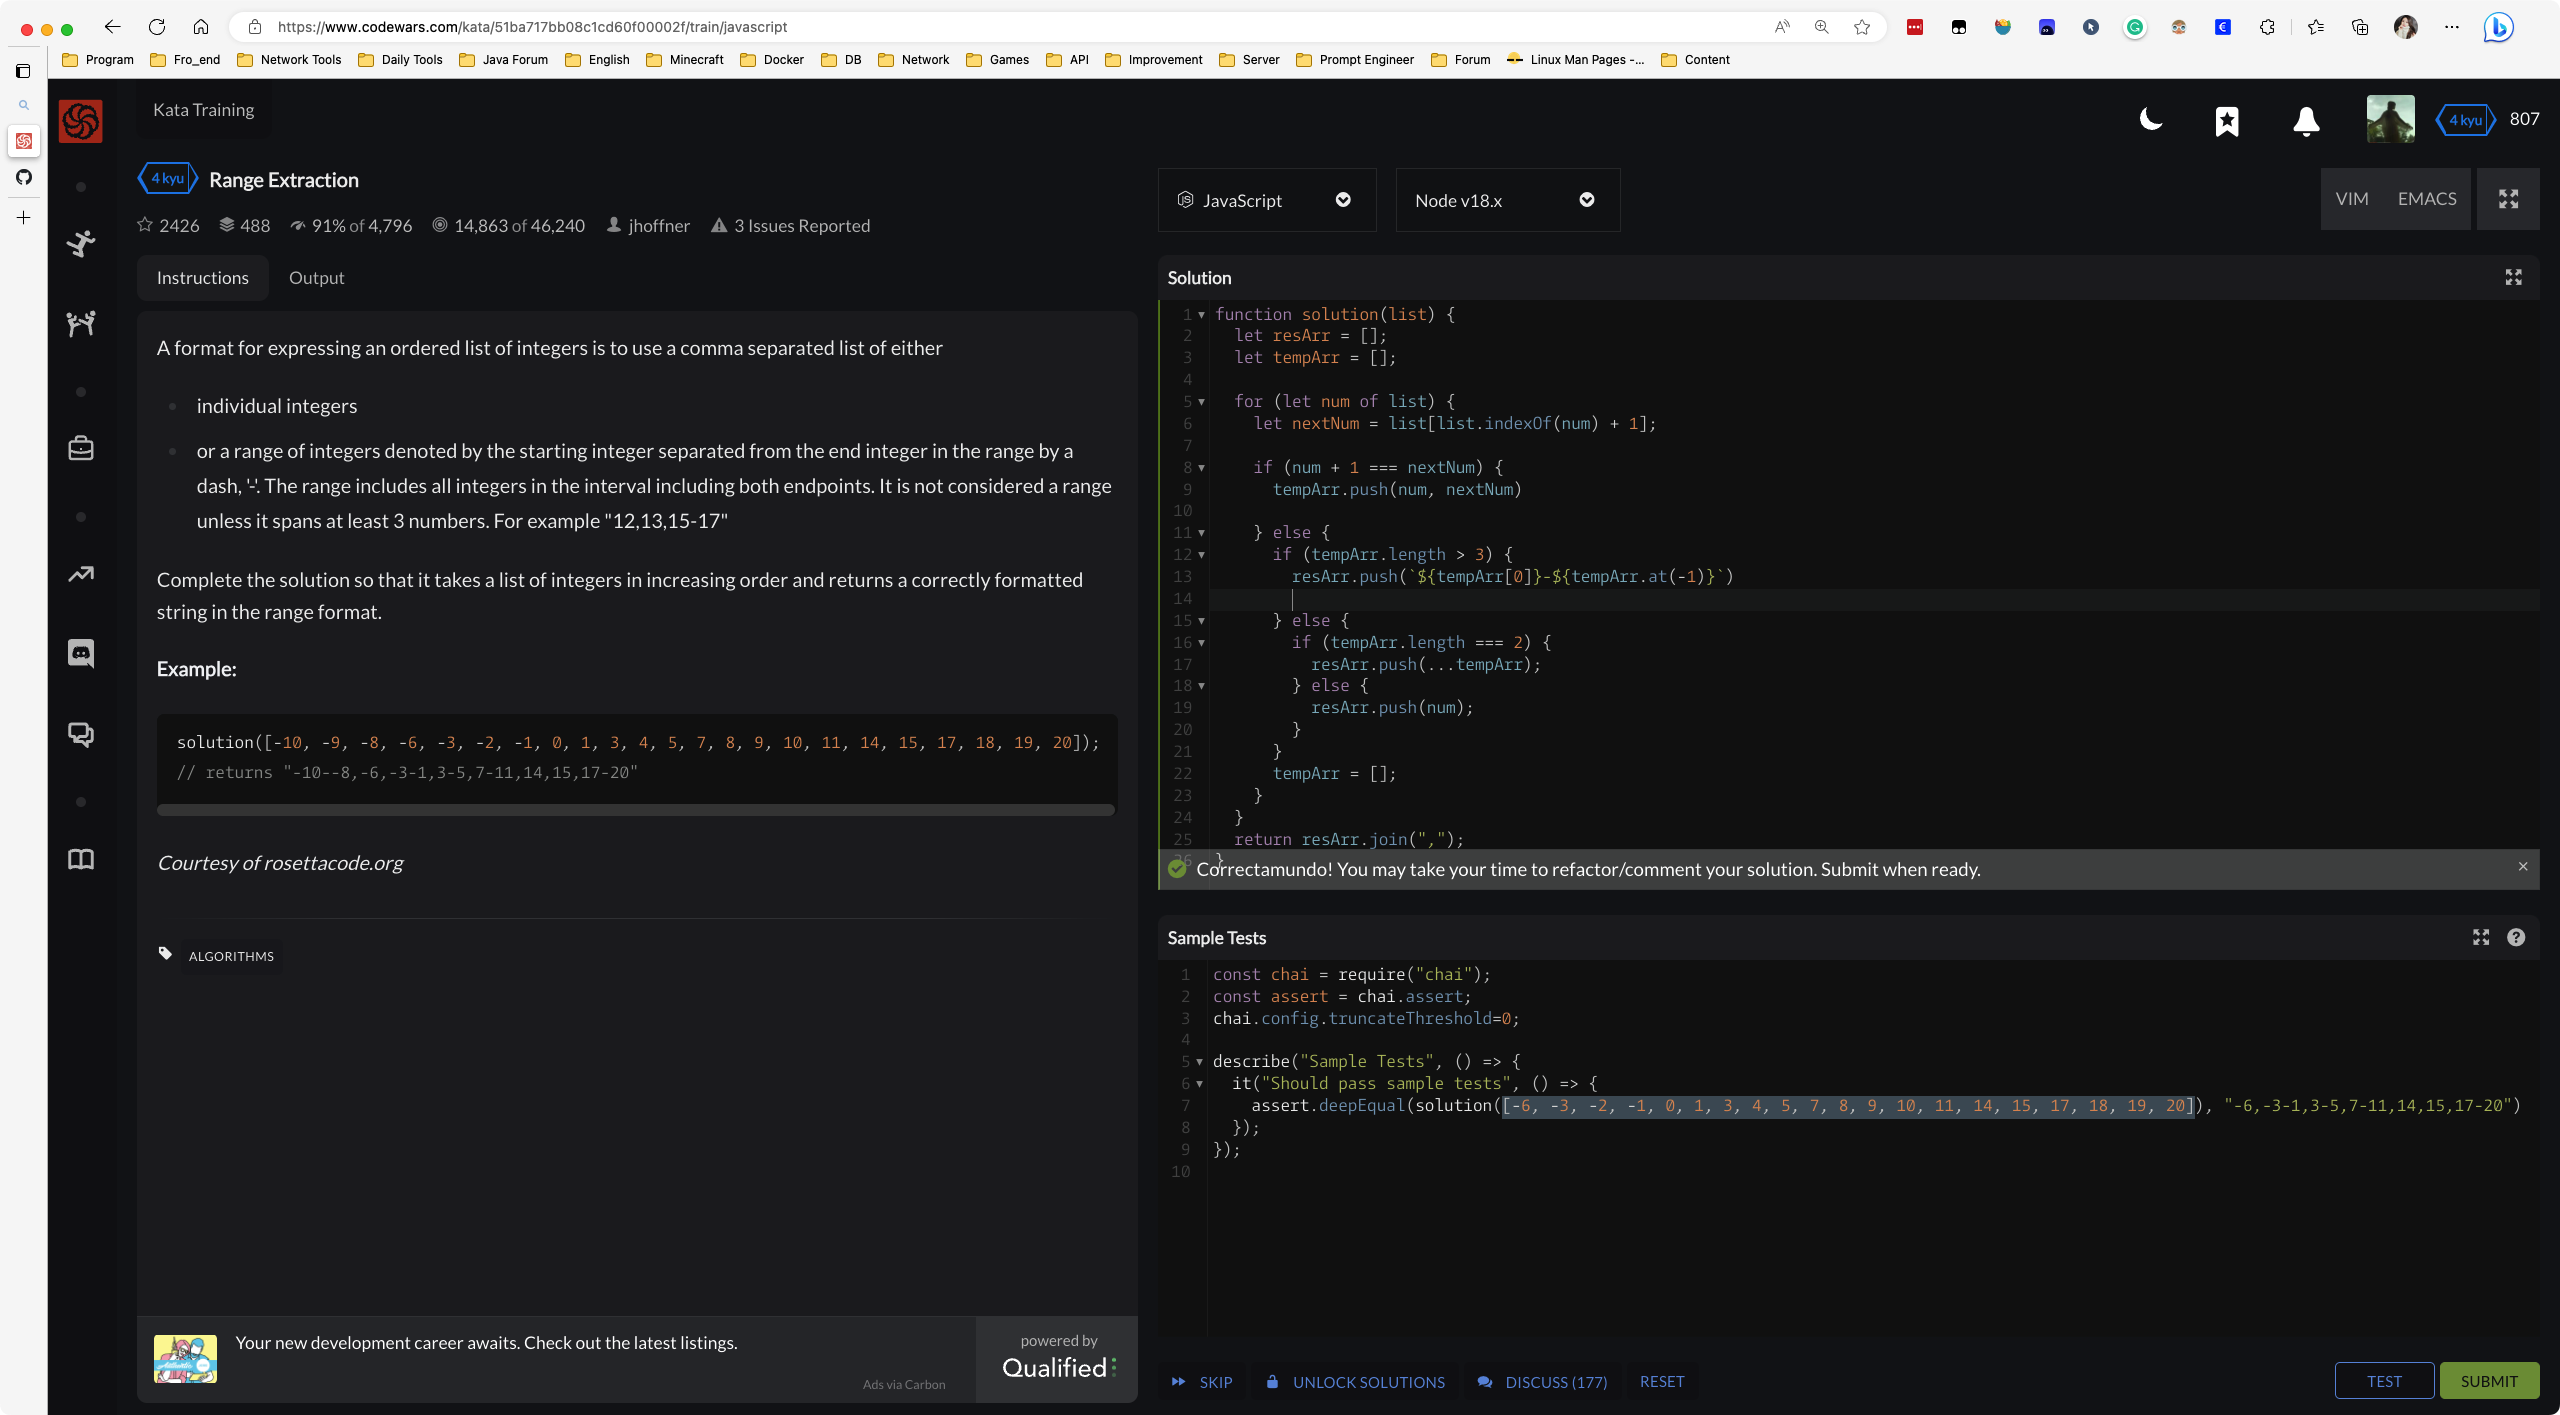 https://www.codewars.com/kata/51ba717bb08c1cd60f00002f/train/javascript
Program Fro_end Network Tools Daily Tools Java Forum English Minecraft Docker DB Network Games API Improvement Server Prompt Engineer Forum Linux Man Pages -... Content
Kata Training
4 kyu 807
4 kyu Range Extraction
2426 488 91% of 4,796 14,863 of 46,240 jhoffner 3 Issues Reported
Instructions Output
A format for expressing an ordered list of integers is to use a comma separated list of either
individual integers
or a range of integers denoted by the starting integer separated from the end integer in the range by a
dash, '-'. The range includes all integers in the interval including both endpoints. It is not considered a range
unless it spans at least 3 numbers. For example "12,13,15-17"
Complete the solution so that it takes a list of integers in increasing order and returns a correctly formatted
string in the range format.
Example:
solution([-10, -9, -8, -6, -3, -2, -1, 0, 1, 3, 4, 5, 7, 8, 9, 10, 11, 14, 15, 17, 18, 19, 20]);
// returns "-10--8,-6,-3-1,3-5,7-11,14,15,17-20"
Courtesy of rosettacode.org
ALGORITHMS
Your new development career awaits. Check out the latest listings.
Ads via Carbon
powered by
Qualified
JavaScript Node v18.x VIM EMACS
Solution
1 function solution(list) {
2 let resArr = [];
3 let tempArr = [];
4
5 for (let num of list) {
6 let nextNum = list[list.indexOf(num) + 1];
7
8 if (num + 1 === nextNum) {
9 tempArr.push(num, nextNum)
10
11 } else {
12 if (tempArr.length > 3) {
13 resArr.push(`${tempArr[0]}-${tempArr.at(-1)}`)
14
15 } else {
16 if (tempArr.length === 2) {
17 resArr.push(...tempArr);
18 } else {
19 resArr.push(num);
20 }
21 }
22 tempArr = [];
23 }
24 }
25 return resArr.join(",");
26 }
Correctamundo! You may take your time to refactor/comment your solution. Submit when ready.
Sample Tests
1 const chai = require("chai");
2 const assert = chai.assert;
3 chai.config.truncateThreshold=0;
4
5 describe("Sample Tests", () => {
6 it("Should pass sample tests", () => {
7 assert.deepEqual(solution([-6, -3, -2, -1, 0, 1, 3, 4, 5, 7, 8, 9, 10, 11, 14, 15, 17, 18, 19, 20]), "-6,-3-1,3-5,7-11,14,15,17-20")
8 });
9 });
10
SKIP UNLOCK SOLUTIONS DISCUSS (177) RESET TEST SUBMIT